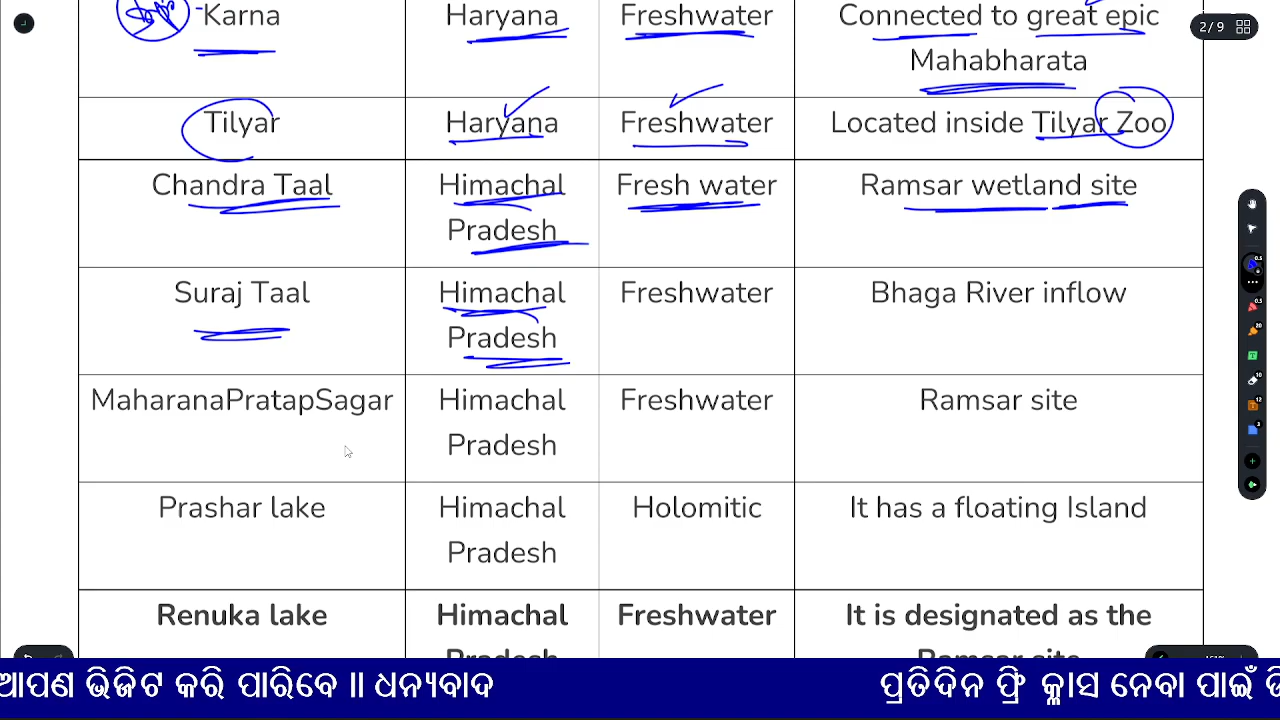 Karna Haryana Freshwater Connected to great epic
Mahabharata
2/9
Tilyar Haryana Freshwater Located inside Tilyar Zoo
Chandra Taal Himachal Fresh water Ramsar wetland site
Pradesh
Suraj Taal Himachal Freshwater Bhaga River inflow
Pradesh
MaharanaPratapSagar Himachal Freshwater Ramsar site
Pradesh
Prashar lake Himachal Holomitic It has a floating Island
Pradesh
Renuka lake Himachal Freshwater It is designated as the
Pradesh Ramsar site
ଆପଣ ଭିଜିଟ କରି ପାରିବେ ॥ ଧନ୍ୟବାଦ ପ୍ରତିଦିନ ଫ୍ରି କ୍ଳାସ ନେବା ପାଇଁ